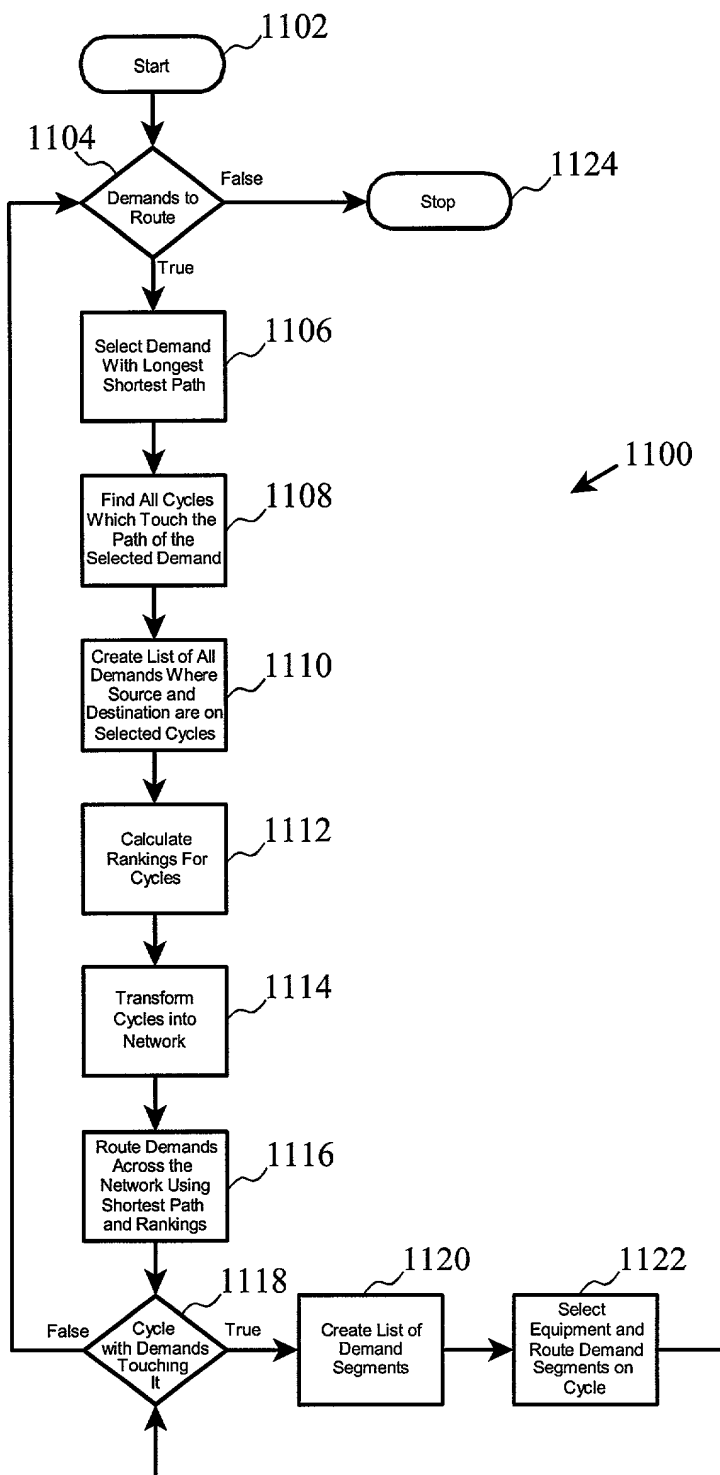 1102
Start
1104
Demands to
Route
False
True
Stop
1124
Select Demand
With Longest
Shortest Path
1106
1100
Find All Cycles
Which Touch the
Path of the
Selected Demand
1108
Create List of All
Demands Where
Source and
Destination are on
Selected Cycles
1110
Calculate
Rankings For
Cycles
1112
Transform
Cycles into
Network
1114
Route Demands
Across the
Network Using
Shortest Path
and Rankings
1116
1118
False
Cycle
with Demands
Touching
It
True
1120
Create List of
Demand
Segments
1122
Select
Equipment and
Route Demand
Segments on
Cycle